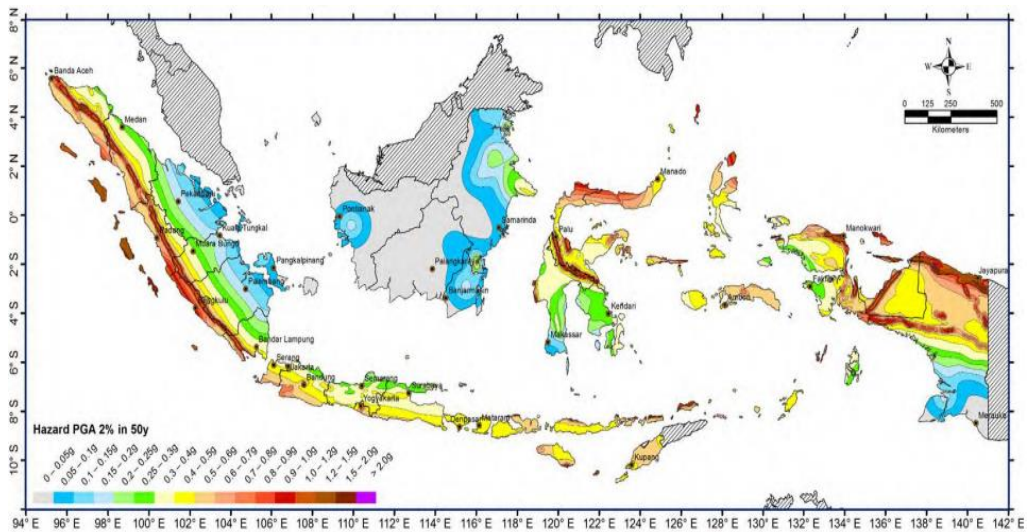 8° N
6° N
4° N
2° N
0°
2° S
4° S
6° S
8° S
10° S
N
W E
S
0 125 250 500
Kilometers
Banda Aceh
Medan
Manado
Pontianak
Samarinda
Kuala Tungkal
Padang
Muara Bungo
Palu
Manokwari
Pangkalpinang
Palangkaraya
Palembang
Banjarmasin
Jayapura
Kendari
Makassar
Bandar Lampung
Serang
Jakarta
Bandung
Semarang
Surabaya
Yogyakarta
Denpasar
Mataram
Merauke
Kupang
Hazard PGA 2% in 50y
0 – 0.05g
0.05 – 0.1g
0.1 – 0.15g
0.15 – 0.2g
0.2 – 0.25g
0.25 – 0.3g
0.3 – 0.4g
0.4 – 0.5g
0.5 – 0.6g
0.6 – 0.7g
0.7 – 0.8g
0.8 – 0.9g
0.9 – 1.0g
1.0 – 1.2g
1.2 – 1.5g
1.5 – 2.0g
> 2.0g
94° E 96° E 98° E 100° E 102° E 104° E 106° E 108° E 110° E 112° E 114° E 116° E 118° E 120° E 122° E 124° E 126° E 128° E 130° E 132° E 134° E 136° E 138° E 140° E 142° E